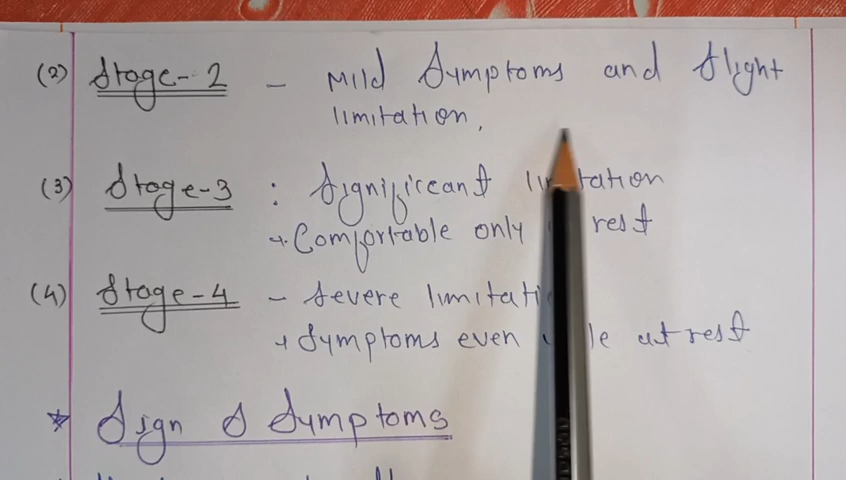 (2) Stage-2 - Mild Symptoms and Slight
limitation.
(3) Stage-3 : Significant limitation
→ Comfortable only rest
(4) Stage-4 - Severe
→ Symptoms even at rest
* Sign & Symptoms